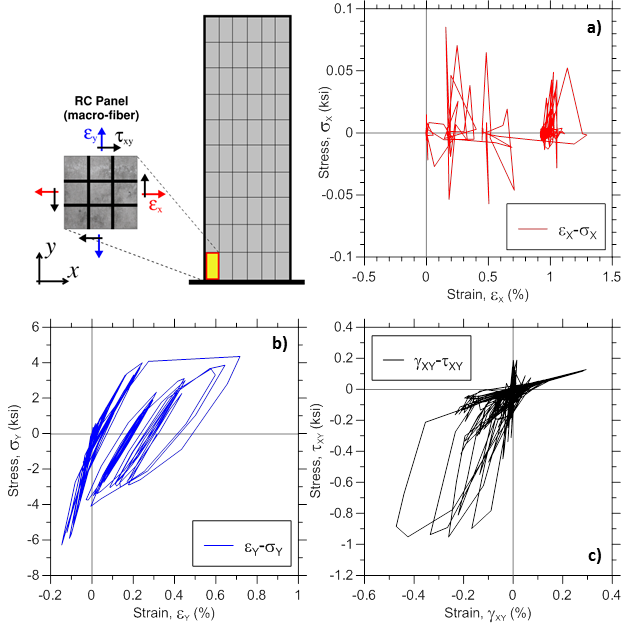 RC Panel
(macro-fiber)
εy
τxy
εx
y
x
a)
0.1
0.05
0
-0.05
-0.1
Stress, σX (ksi)
εX-σX
-0.5
0
0.5
1
1.5
Strain, εX (%)
b)
6
4
2
0
-2
-4
-6
-8
Stress, σY (ksi)
εY-σY
-0.2
0
0.2
0.4
0.6
0.8
1
Strain, εY (%)
γXY-τXY
0.4
0.2
0
-0.2
-0.4
-0.6
-0.8
-1
-1.2
Stress, τXY (ksi)
c)
-0.6
-0.4
-0.2
0
0.2
0.4
Strain, γXY (%)